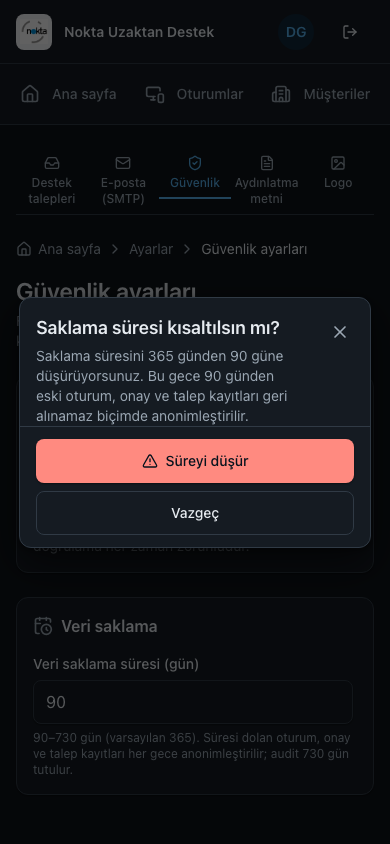 nokta
Nokta Uzaktan Destek
DG
Ana sayfa
Oturumlar
Müşteriler
Destek
talepleri
E-posta
(SMTP)
Güvenlik
Aydınlatma
metni
Logo
Ana sayfa
Ayarlar
Güvenlik ayarları
Güvenlik ayarları
Saklama süresi kısaltılsın mı?
Saklama süresini 365 günden 90 güne
düşürüyorsunuz. Bu gece 90 günden
eski oturum, onay ve talep kayıtları geri
alınamaz biçimde anonimleştirilir.
Süreyi düşür
Vazgeç
Veri saklama
Veri saklama süresi (gün)
90
90–730 gün (varsayılan 365). Süresi dolan oturum, onay
ve talep kayıtları her gece anonimleştirilir; audit 730 gün
tutulur.